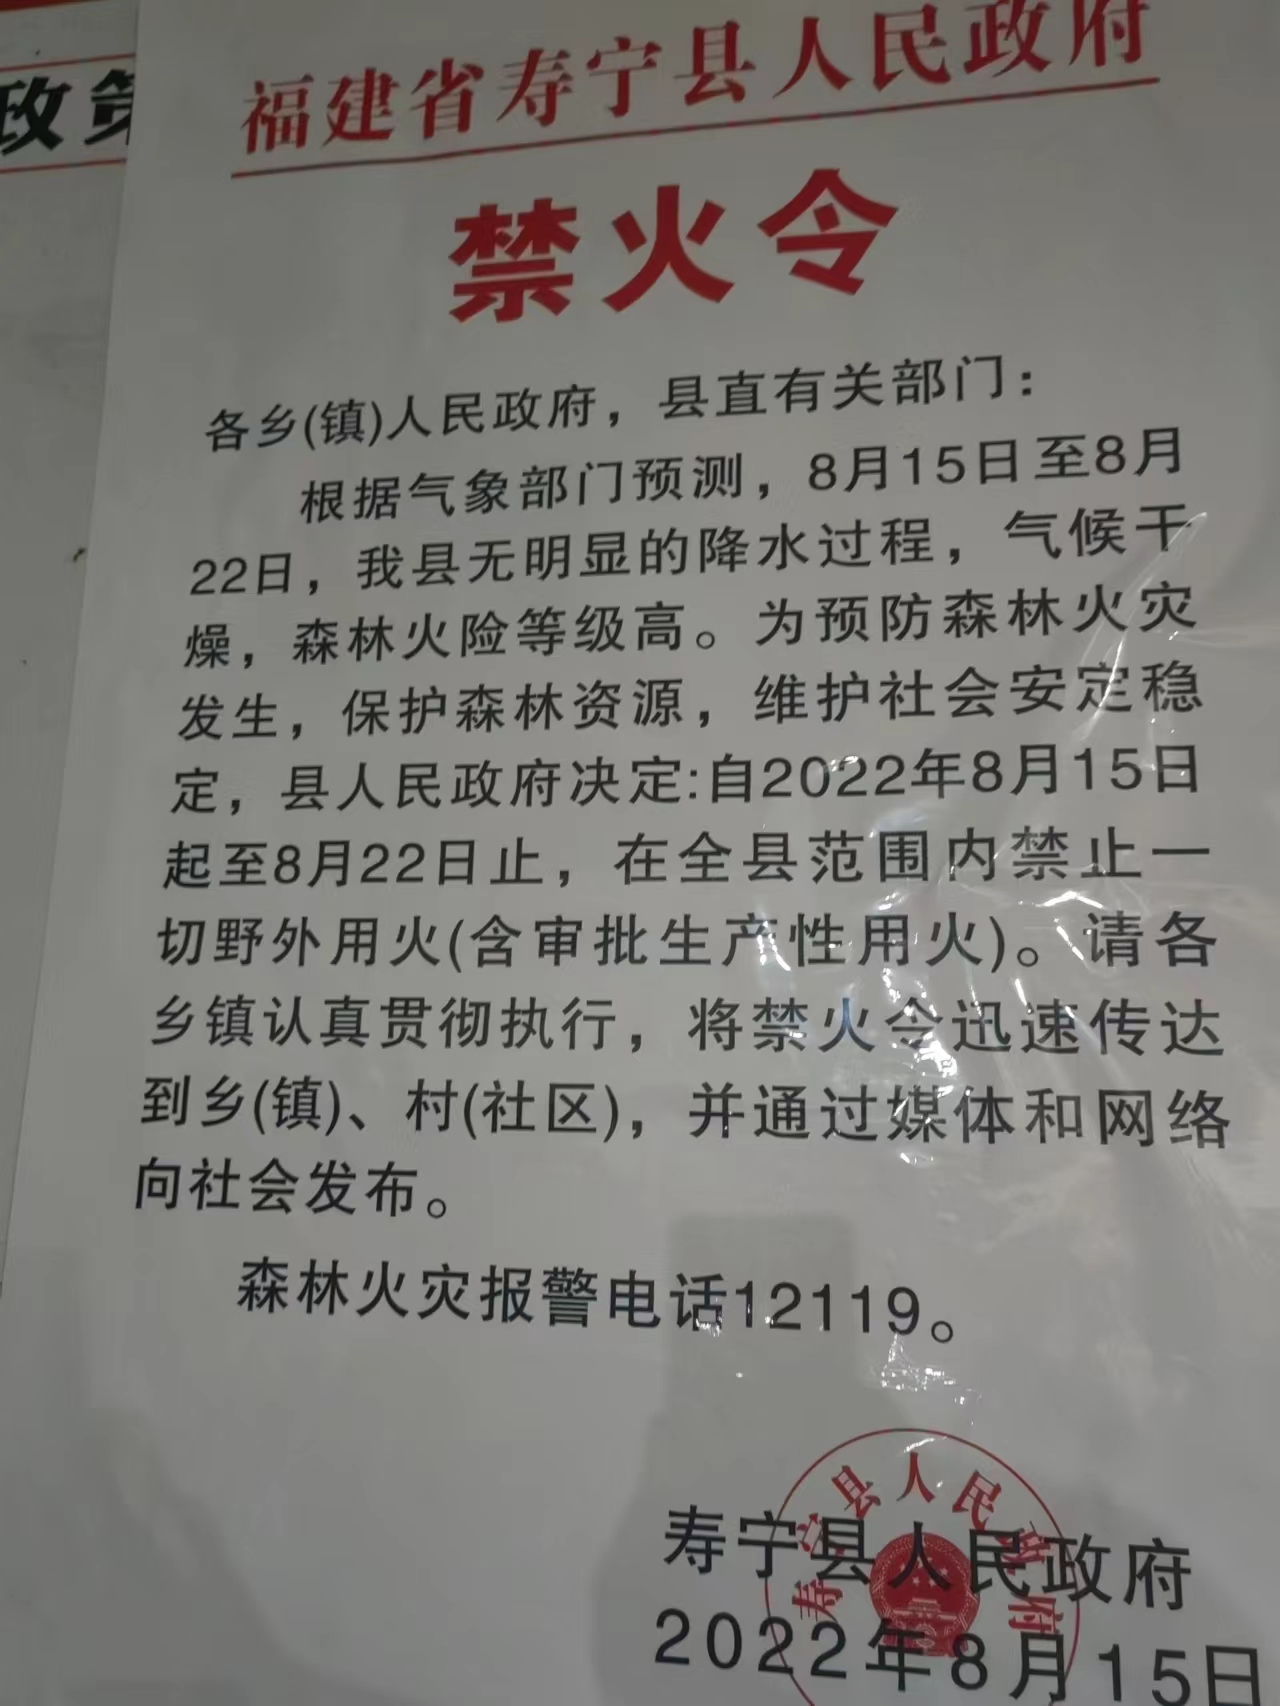 福建省寿宁县人民政府
禁火令
各乡(镇)人民政府，县直有关部门：
根据气象部门预测，8月15日至8月
22日，我县无明显的降水过程，气候干
燥，森林火险等级高。为预防森林火灾
发生，保护森林资源，维护社会安定稳
定，县人民政府决定:自2022年8月15日
起至8月22日止，在全县范围内禁止一
切野外用火(含审批生产性用火)。请各
乡镇认真贯彻执行，将禁火令迅速传达
到乡(镇)、村(社区)，并通过媒体和网络
向社会发布。
森林火灾报警电话12119。
寿宁县人民政府
寿宁县人民政府
2022年8月15日
政